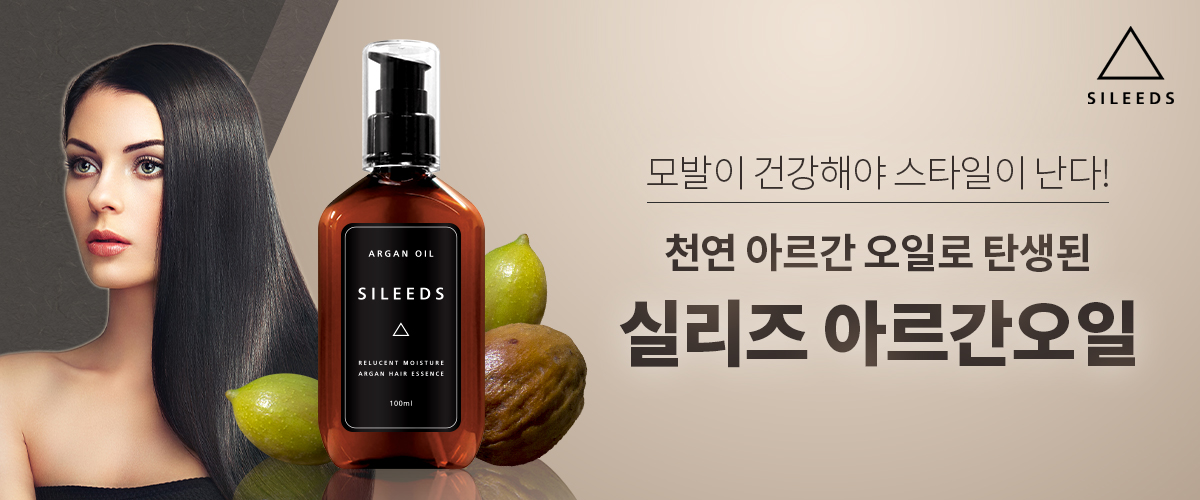 SILEEDS
모발이 건강해야 스타일이 난다!
천연 아르간 오일로 탄생된
실리즈 아르간오일
ARGAN OIL
SILEEDS
RELUCENT MOISTURE
ARGAN HAIR ESSENCE
100ml